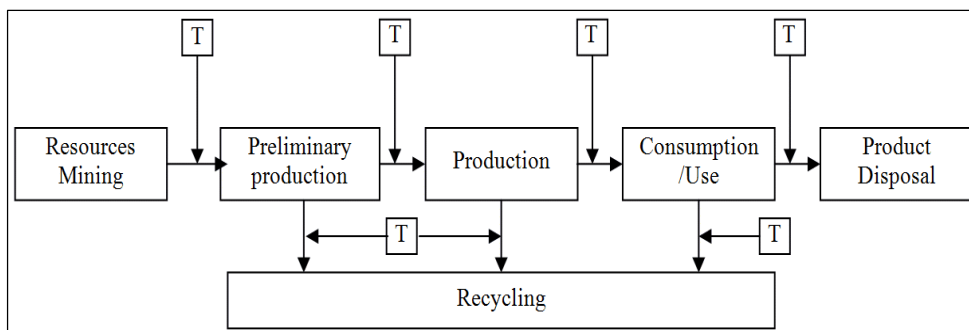 T
T
T
T
Resources
Mining
Preliminary
production
Production
Consumption
/Use
Product
Disposal
T
T
Recycling